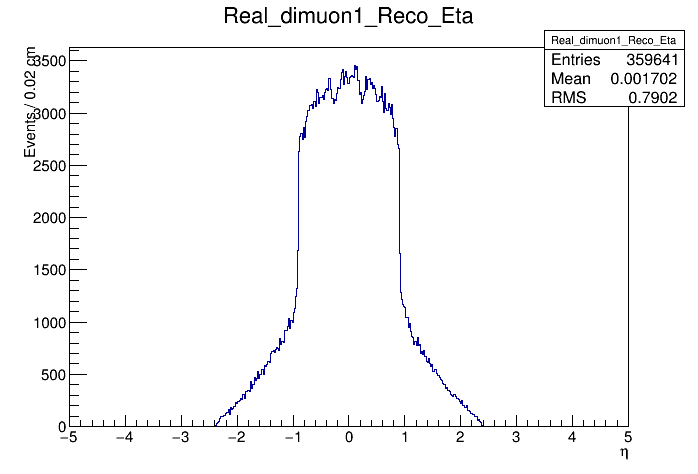 Real_dimuon1_Reco_Eta
Real_dimuon1_Reco_Eta
Entries 359641
Mean 0.001702
RMS 0.7902
Events / 0.02 cm
3500
3000
2500
2000
1500
1000
500
0
−5 −4 −3 −2 −1 0 1 2 3 4 5
η